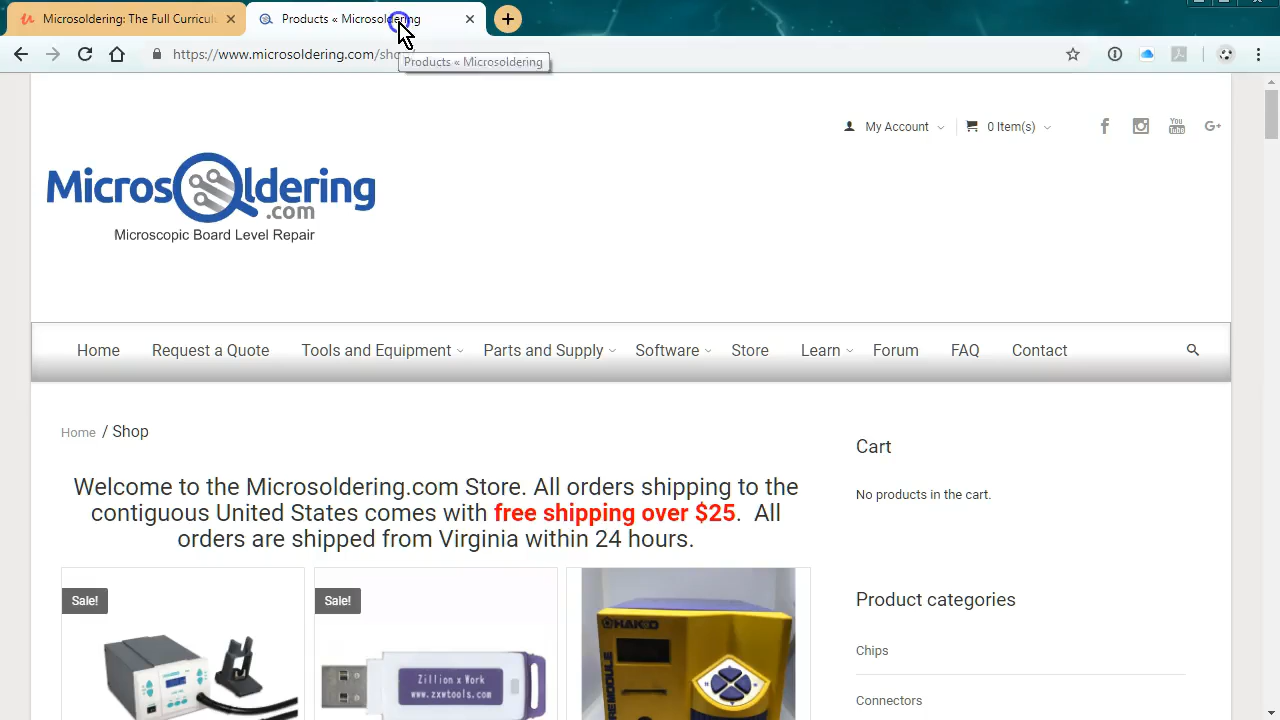 Microsoldering: The Full Curricul
Products « Microsoldering
https://www.microsoldering.com/sho
Products « Microsoldering
My Account
0 Item(s)
You
Tube
G+
Microsoldering
.com
Microscopic Board Level Repair
Home
Request a Quote
Tools and Equipment
Parts and Supply
Software
Store
Learn
Forum
FAQ
Contact
Home / Shop
Cart
Welcome to the Microsoldering.com Store. All orders shipping to the
contiguous United States comes with free shipping over $25. All
orders are shipped from Virginia within 24 hours.
No products in the cart.
Sale!
Sale!
HAKKO
Zillion x Work
www.zxwtools.com
Product categories
Chips
Connectors